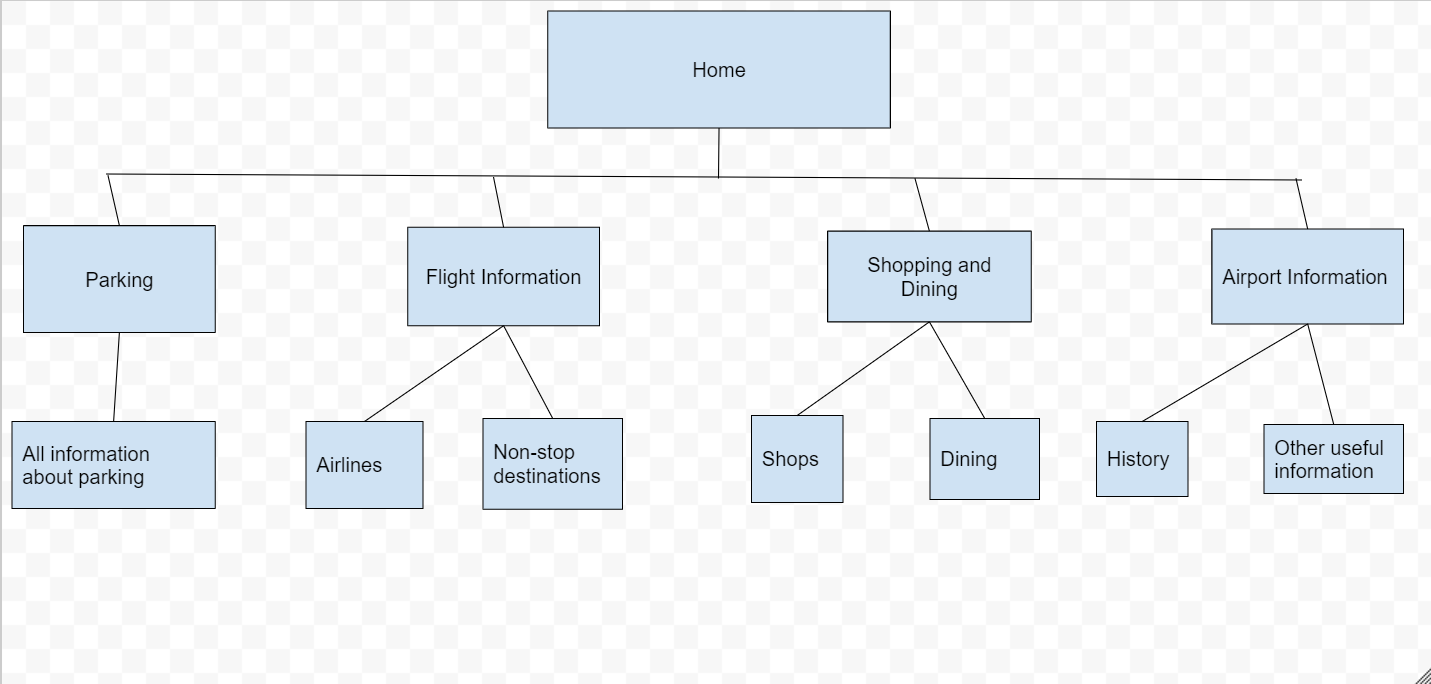 Home
Parking
Flight Information
Shopping and
Dining
Airport Information
All information
about parking
Airlines
Non-stop
destinations
Shops
Dining
History
Other useful
information